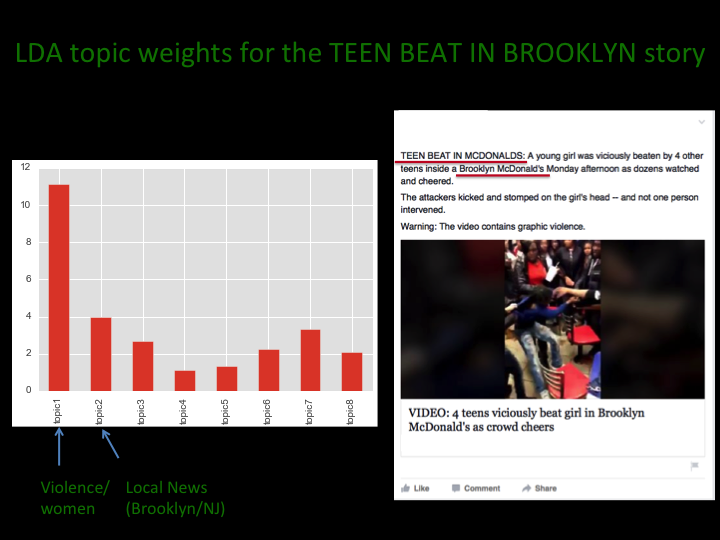 LDA topic weights for the TEEN BEAT IN BROOKLYN story
12
10
8
6
4
2
0
topic1
topic2
topic3
topic4
topic5
topic6
topic7
topic8
Violence/
women
Local News
(Brooklyn/NJ)
TEEN BEAT IN MCDONALDS: A young girl was viciously beaten by 4 other
teens inside a Brooklyn McDonald's Monday afternoon as dozens watched
and cheered.
The attackers kicked and stomped on the girl's head -- and not one person
intervened.
Warning: The video contains graphic violence.
VIDEO: 4 teens viciously beat girl in Brooklyn
McDonald's as crowd cheers
Like Comment Share